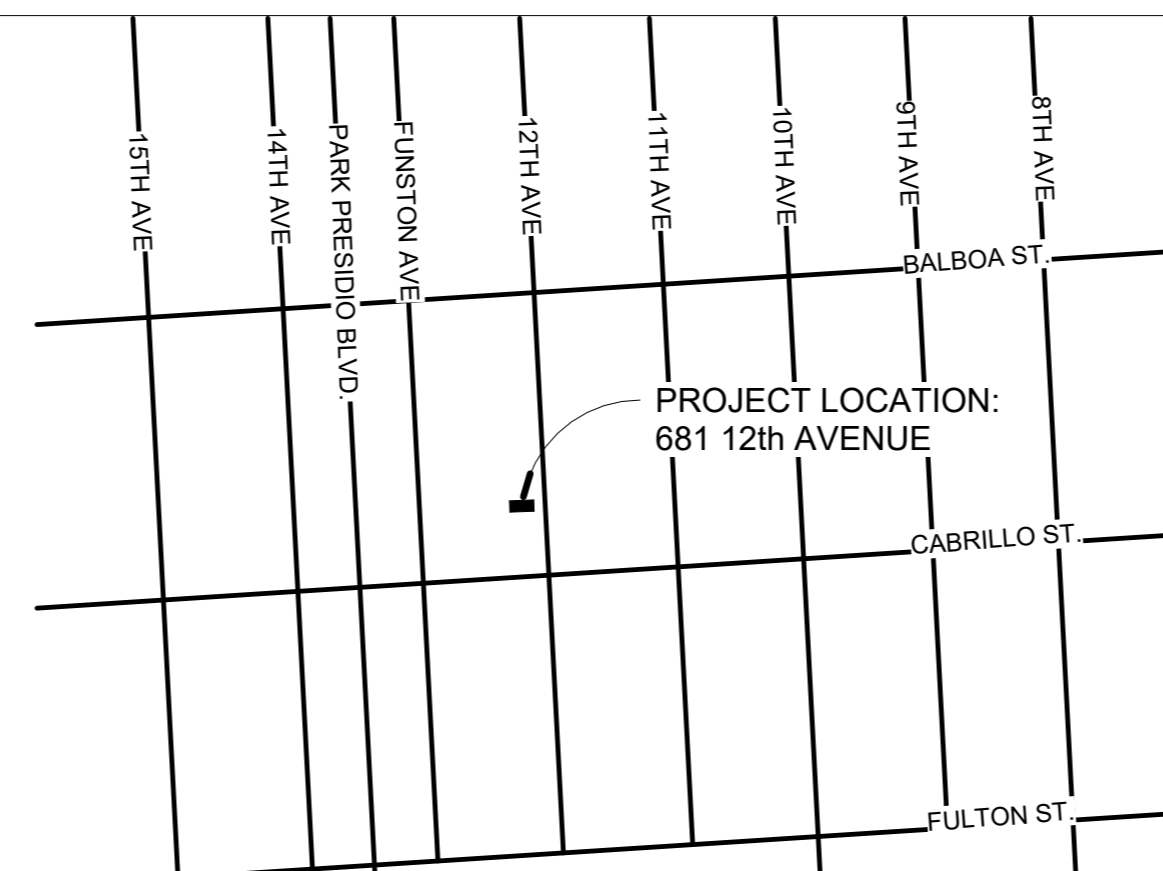 15TH AVE
14TH AVE
PARK PRESIDIO BLVD.
FUNSTON AVE
12TH AVE
11TH AVE
10TH AVE
9TH AVE
8TH AVE
BALBOA ST.
PROJECT LOCATION:
681 12th AVENUE
CABRILLO ST.
FULTON ST.